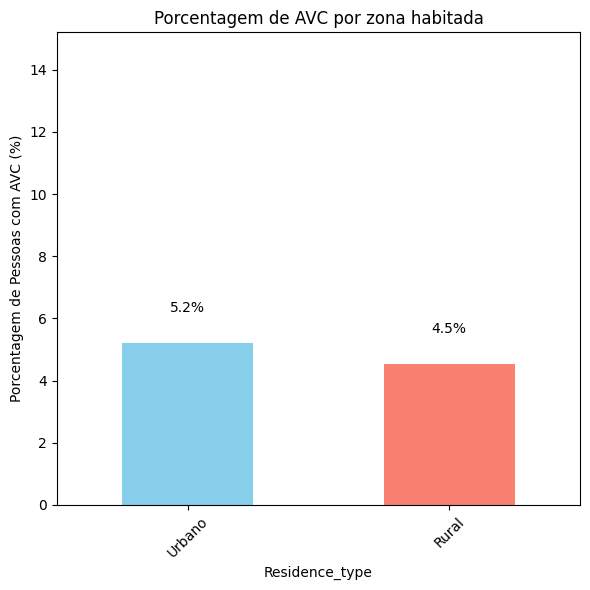 Porcentagem de AVC por zona habitada
Porcentagem de Pessoas com AVC (%)
14
12
10
8
6
4
2
0
5.2%
4.5%
Urbano
Rural
Residence_type